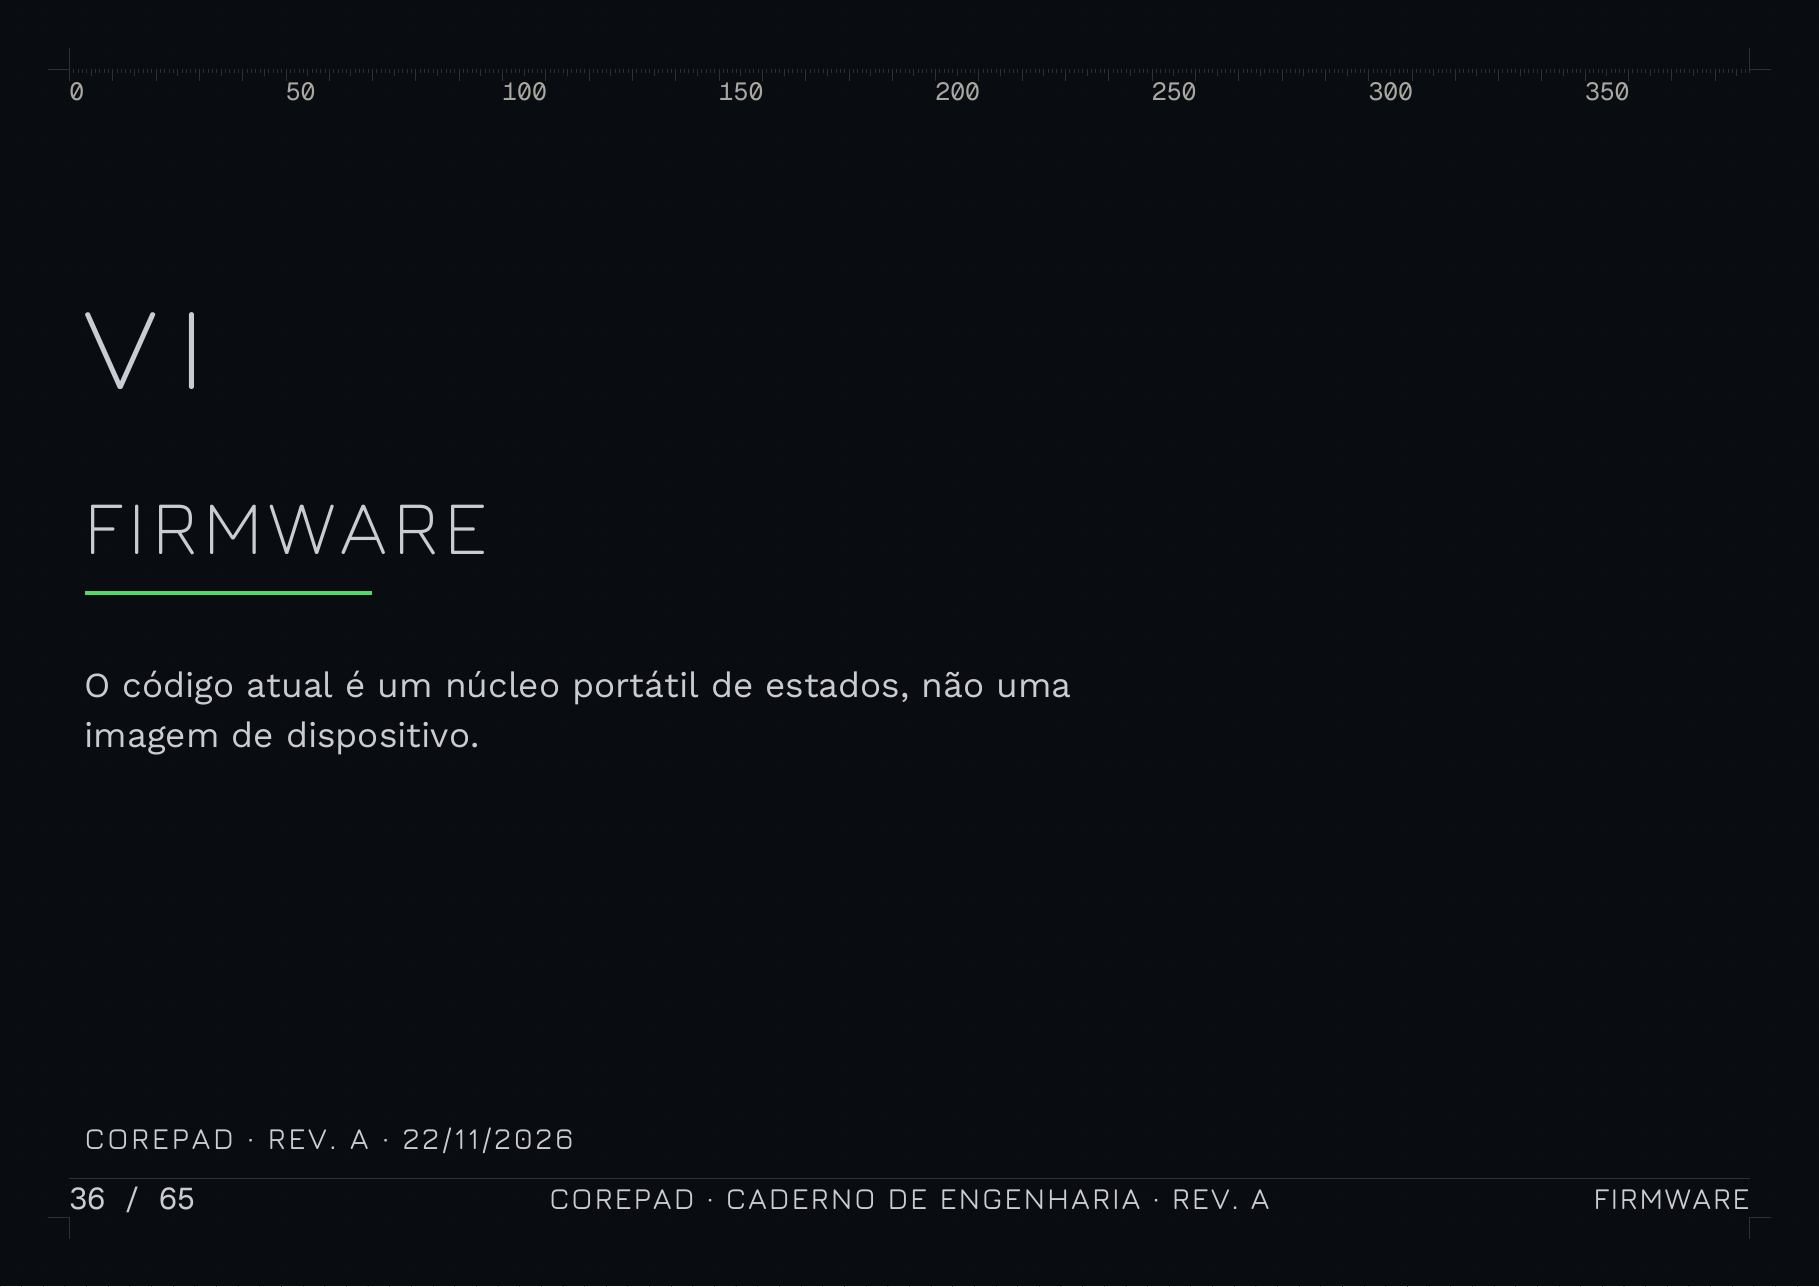 0 50 100 150 200 250 300 350
VI
FIRMWARE
O código atual é um núcleo portátil de estados, não uma
imagem de dispositivo.
COREPAD · REV. A · 22/11/2026
36 / 65 COREPAD · CADERNO DE ENGENHARIA · REV. A FIRMWARE